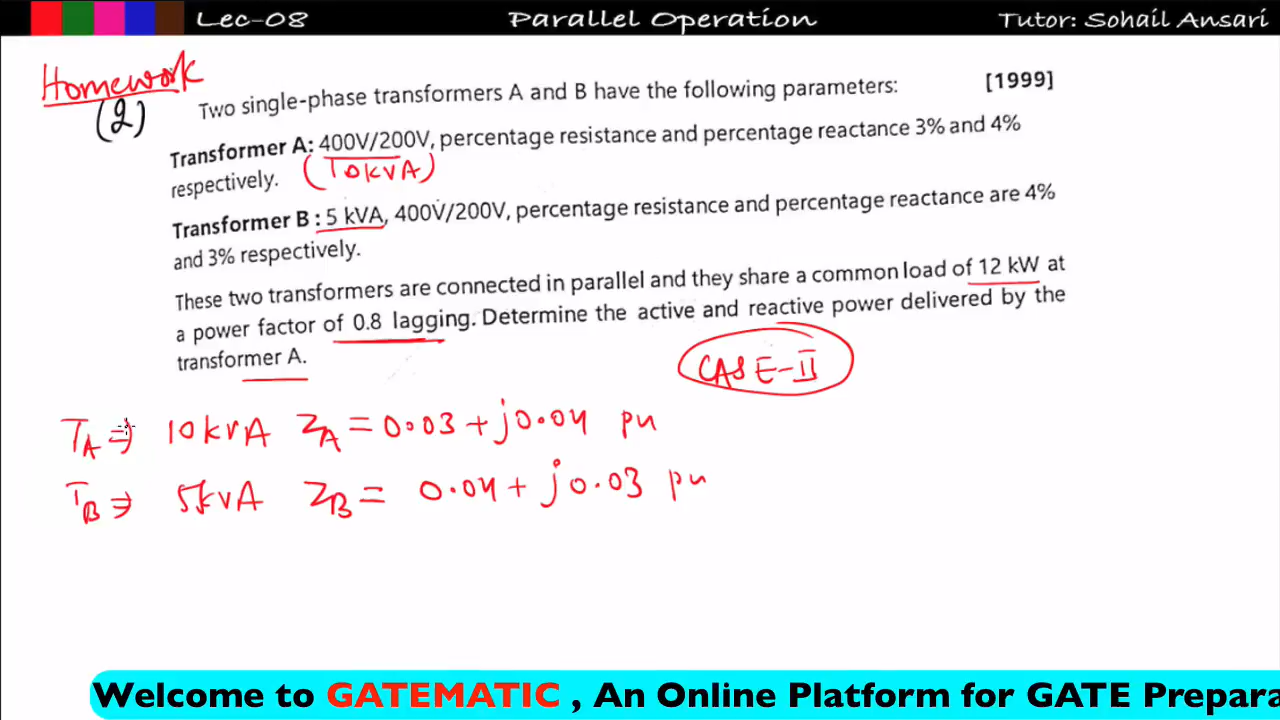 Lec-08 Parallel Operation Tutor: Sohail Ansari
Homework
(2) Two single-phase transformers A and B have the following parameters: [1999]
Transformer A: 400V/200V, percentage resistance and percentage reactance 3% and 4%
respectively. (10kVA)
Transformer B : 5 kVA, 400V/200V, percentage resistance and percentage reactance are 4%
and 3% respectively.
These two transformers are connected in parallel and they share a common load of 12 kW at
a power factor of 0.8 lagging. Determine the active and reactive power delivered by the
transformer A.
CASE-II
TA ⇒ 10kVA ZA = 0.03 + j0.04 pu
TB ⇒ 5kVA ZB = 0.04 + j0.03 pu
Welcome to GATEMATIC , An Online Platform for GATE Prepara